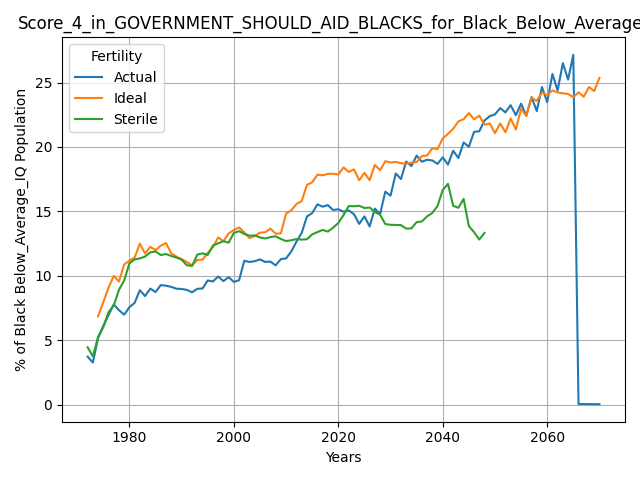 Score_4_in_GOVERNMENT_SHOULD_AID_BLACKS_for_Black_Below_Average
Fertility
Actual
Ideal
Sterile
% of Black Below_Average_IQ Population
25
20
15
10
5
0
1980 2000 2020 2040 2060
Years